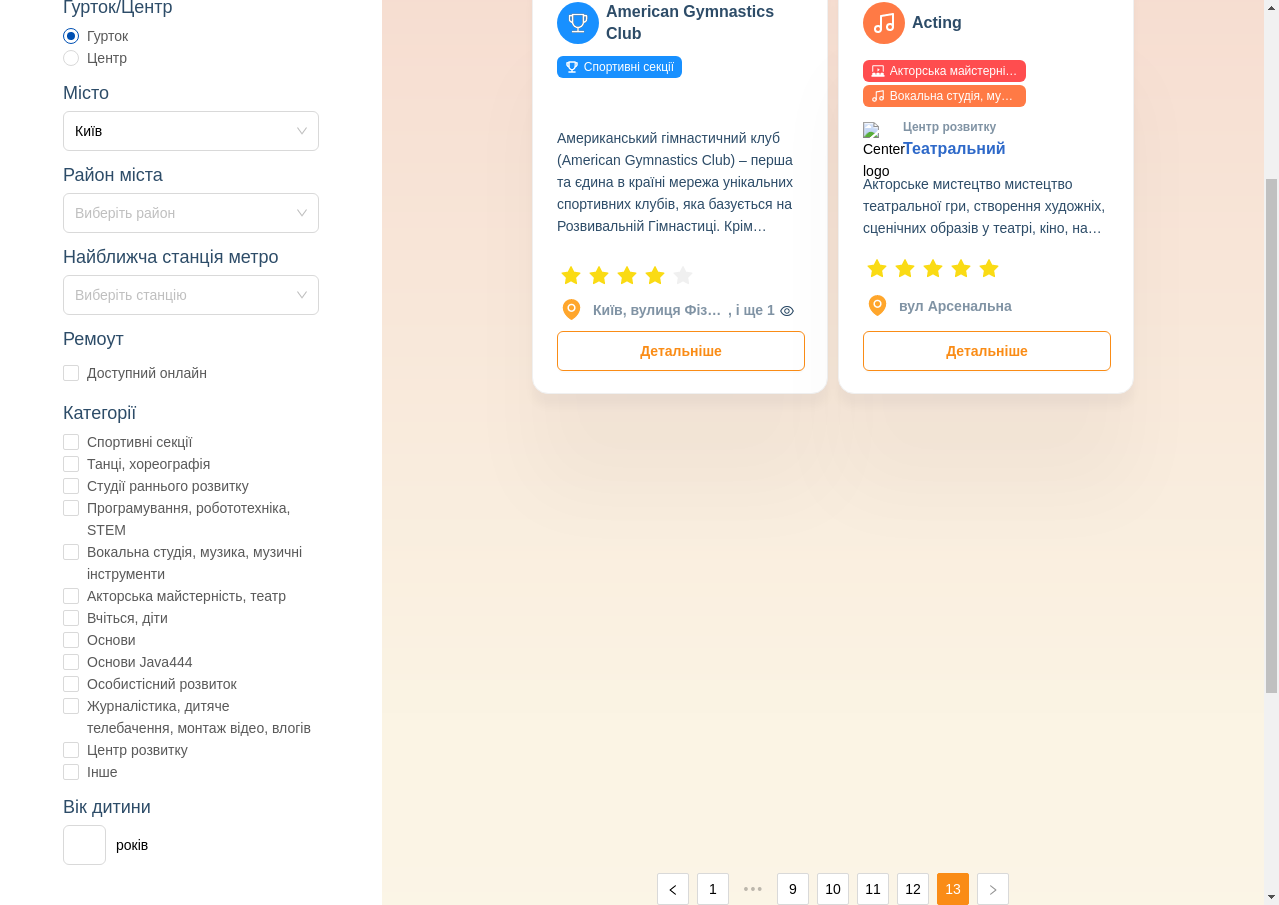 Гурток/Центр
Гурток
Центр
Місто
Київ
Район міста
Виберіть район
Найближча станція метро
Виберіть станцію
Ремоут
Доступний онлайн
Категорії
Спортивні секції
Танці, хореографія
Студії раннього розвитку
Програмування, робототехніка,
STEM
Вокальна студія, музика, музичні
інструменти
Акторська майстерність, театр
Вчіться, діти
Основи
Основи Java444
Особистісний розвиток
Журналістика, дитяче
телебачення, монтаж відео, влогів
Центр розвитку
Інше
Вік дитини
років
American Gymnastics
Club
Спортивні секції
Американський гімнастичний клуб
(American Gymnastics Club) – перша
та єдина в країні мережа унікальних
спортивних клубів, яка базується на
Розвивальній Гімнастиці. Крім…
Київ, вулиця Фіз… , і ще 1
Детальніше
Acting
Акторська майстерні…
Вокальна студія, му…
Center logo
Центр розвитку
Театральний
Акторське мистецтво мистецтво
театральної гри, створення художніх,
сценічних образів у театрі, кіно, на…
вул Арсенальна
Детальніше
1 ••• 9 10 11 12 13